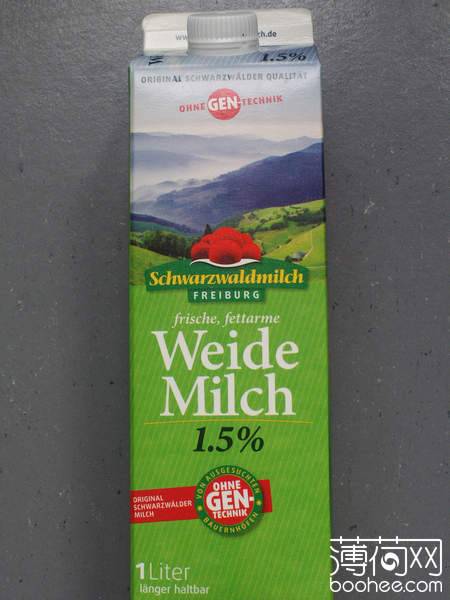 1.5%
ORIGINAL SCHWARZWÄLDER QUALITÄT
OHNE GEN-TECHNIK
Schwarzwaldmilch
FREIBURG
frische, fettarme
Weide
Milch
1.5%
VON AUSGESUCHTEN
OHNE
GEN-
TECHNIK
BAUERNHÖFEN
ORIGINAL
SCHWARZWÄLDER
MILCH
1 Liter
länger haltbar
薄荷网
boohee.com